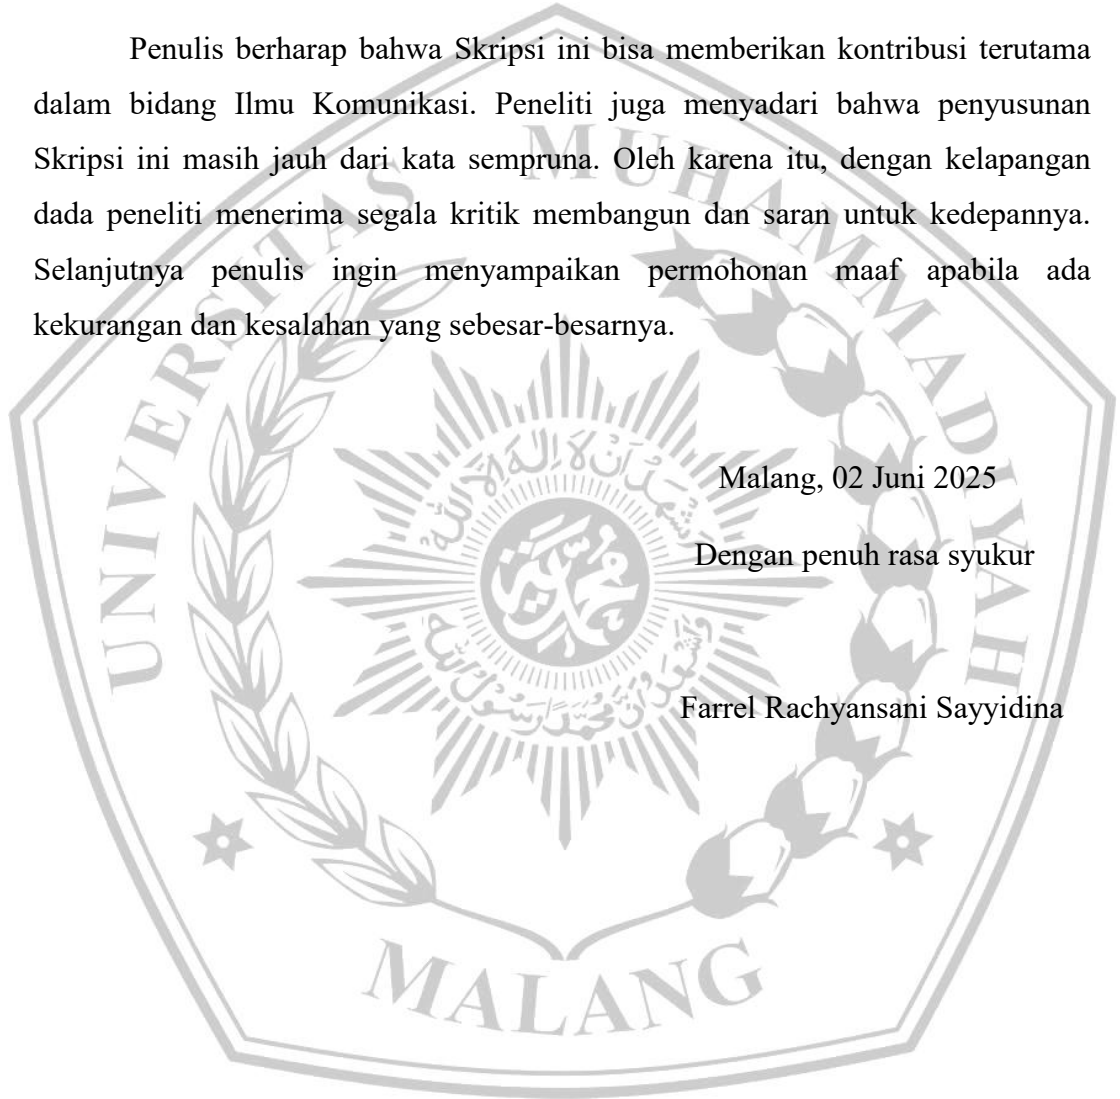 Penulis berharap bahwa Skripsi ini bisa memberikan kontribusi terutama
dalam bidang Ilmu Komunikasi. Peneliti juga menyadari bahwa penyusunan
Skripsi ini masih jauh dari kata sempruna. Oleh karena itu, dengan kelapangan
dada peneliti menerima segala kritik membangun dan saran untuk kedepannya.
Selanjutnya penulis ingin menyampaikan permohonan maaf apabila ada
kekurangan dan kesalahan yang sebesar-besarnya.
Malang, 02 Juni 2025
Dengan penuh rasa syukur
Farrel Rachyansani Sayyidina
UNIVERSITAS MUHAMMADIYAH
MALANG